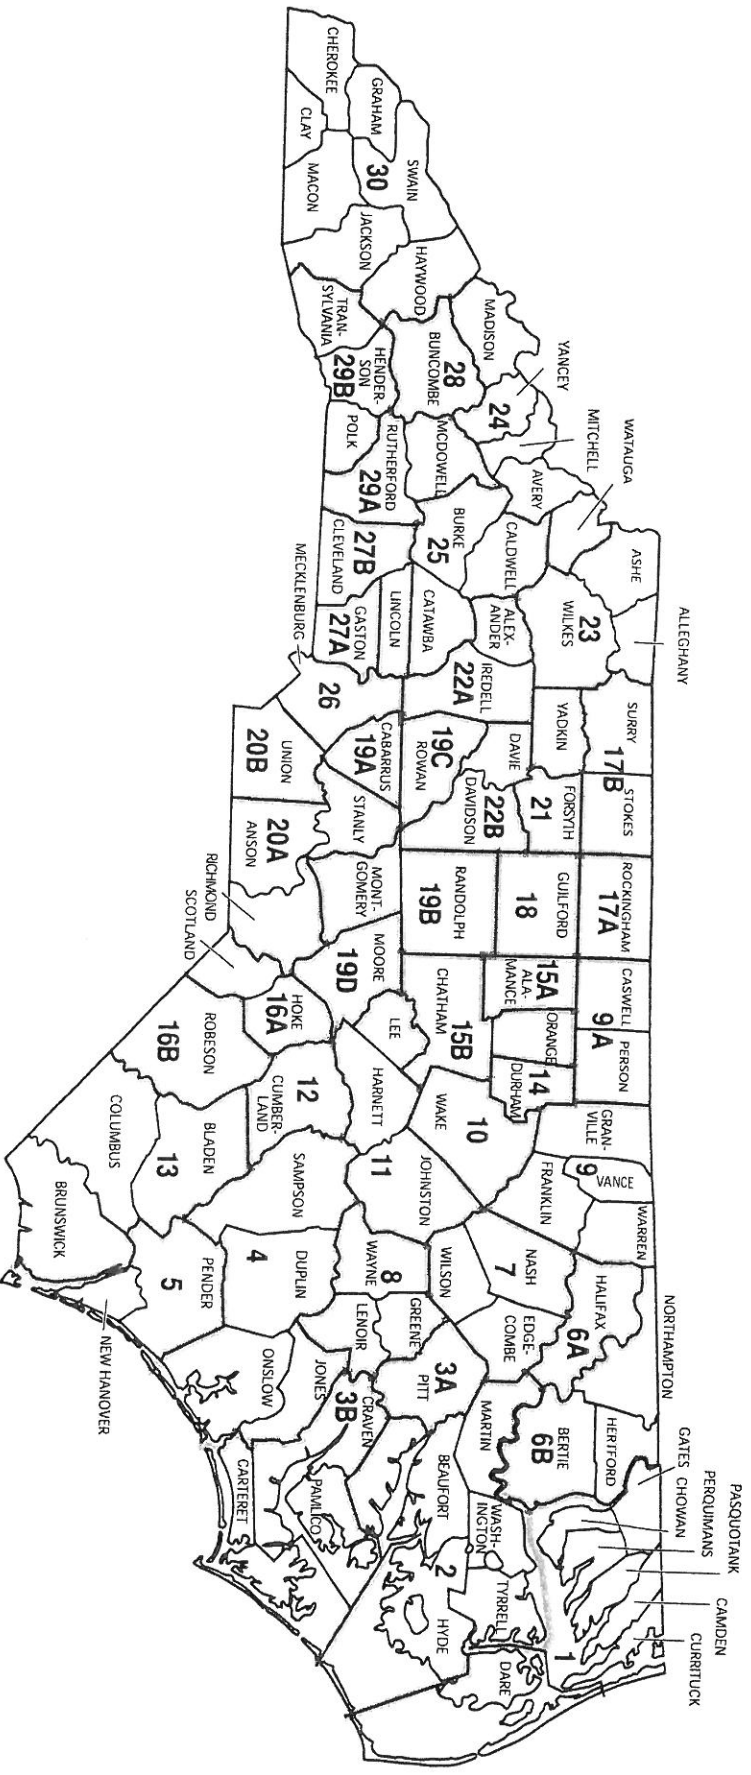 CHEROKEE
GRAHAM
CLAY
SWAIN
30
MACON
JACKSON
HAYWOOD
TRAN-
SYLVANIA
MADISON
YANCEY
28
BUNCOMBE
HENDER-
SON
29B
24
MITCHELL
POLK
RUTHERFORD
29A
MCDOWELL
AVERY
WATAUGA
BURKE
25
CALDWELL
27B
CLEVELAND
ASHE
MECKLENBURG
GASTON
27A
LINCOLN
CATAWBA
ALEX-
ANDER
23
WILKES
ALLEGHANY
26
IREDELL
22A
SURRY
17B
YADKIN
CABARRUS
19A
19C
ROWAN
DAVIE
UNION
20B
STANLY
22B
DAVIDSON
FORSYTH
21
STOKES
20A
ANSON
RICHMOND
MONT-
GOMERY
RANDOLPH
19B
GUILFORD
18
ROCKINGHAM
17A
SCOTLAND
MOORE
19D
HOKE
16A
LEE
CHATHAM
15B
15A
ALA-
MANCE
ORANGE
CASWELL
9A
PERSON
ROBESON
16B
12
CUMBER-
LAND
HARNETT
WAKE
10
14
DURHAM
GRAN-
VILLE
COLUMBUS
BLADEN
13
SAMPSON
11
JOHNSTON
FRANKLIN
9
VANCE
WARREN
BRUNSWICK
PENDER
5
DUPLIN
4
WAYNE
8
WILSON
NASH
7
HALIFAX
6A
NORTHAMPTON
NEW HANOVER
ONSLOW
JONES
LENOIR
GREENE
3A
PITT
EDGE-
COMBE
CRAVEN
3B
MARTIN
BERTIE
6B
HERTFORD
GATES
CHOWAN
PERQUIMANS
PASQUOTANK
CAMDEN
CURRITUCK
CARTERET
PAMLICO
BEAUFORT
WASH-
INGTON
2
TYRRELL
HYDE
DARE
1